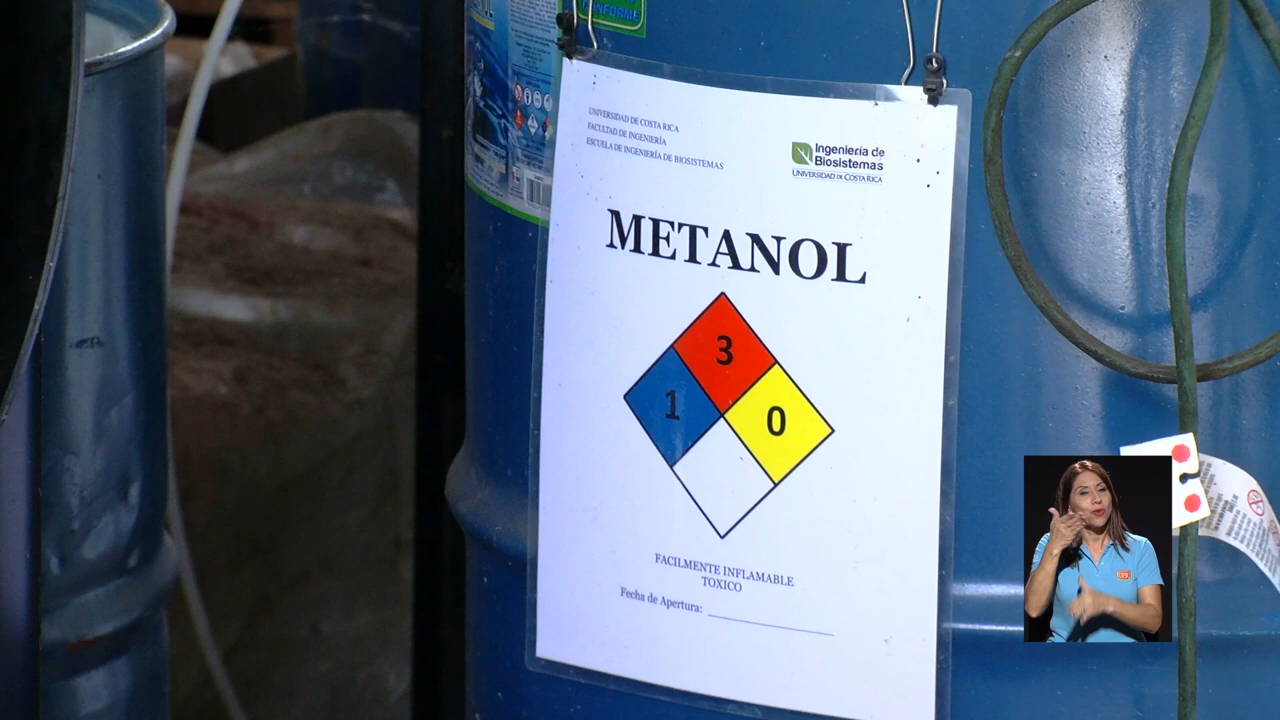 CONFORME
UNIVERSIDAD DE COSTA RICA
FACULTAD DE INGENIERÍA
ESCUELA DE INGENIERÍA DE BIOSISTEMAS
Ingeniería de
Biosistemas
UNIVERSIDAD DE COSTA RICA
METANOL
3
1
0
FACILMENTE INFLAMABLE
TOXICO
Fecha de Apertura: